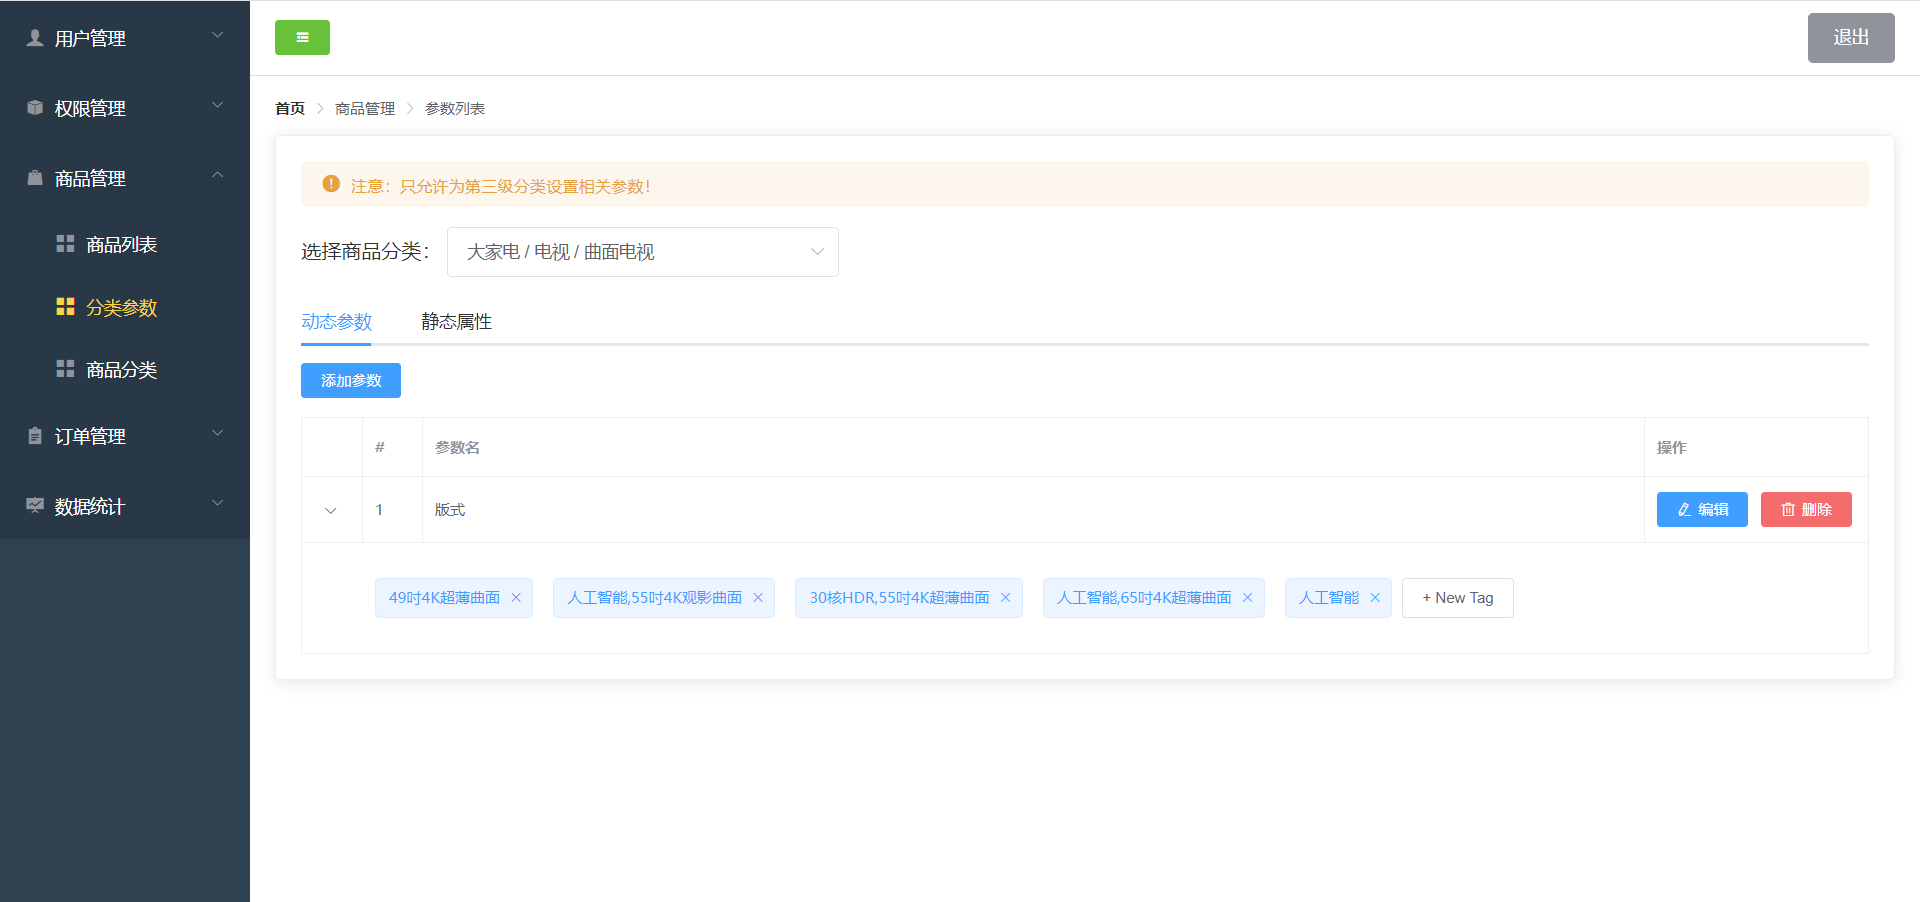 用户管理
权限管理
商品管理
商品列表
分类参数
商品分类
订单管理
数据统计
退出
首页 > 商品管理 > 参数列表
注意：只允许为第三级分类设置相关参数！
选择商品分类： 大家电 / 电视 / 曲面电视
动态参数 静态属性
添加参数
# 参数名 操作
1 版式 编辑 删除
49吋4K超薄曲面 人工智能,55吋4K观影曲面 30核HDR,55吋4K超薄曲面 人工智能,65吋4K超薄曲面 人工智能 + New Tag